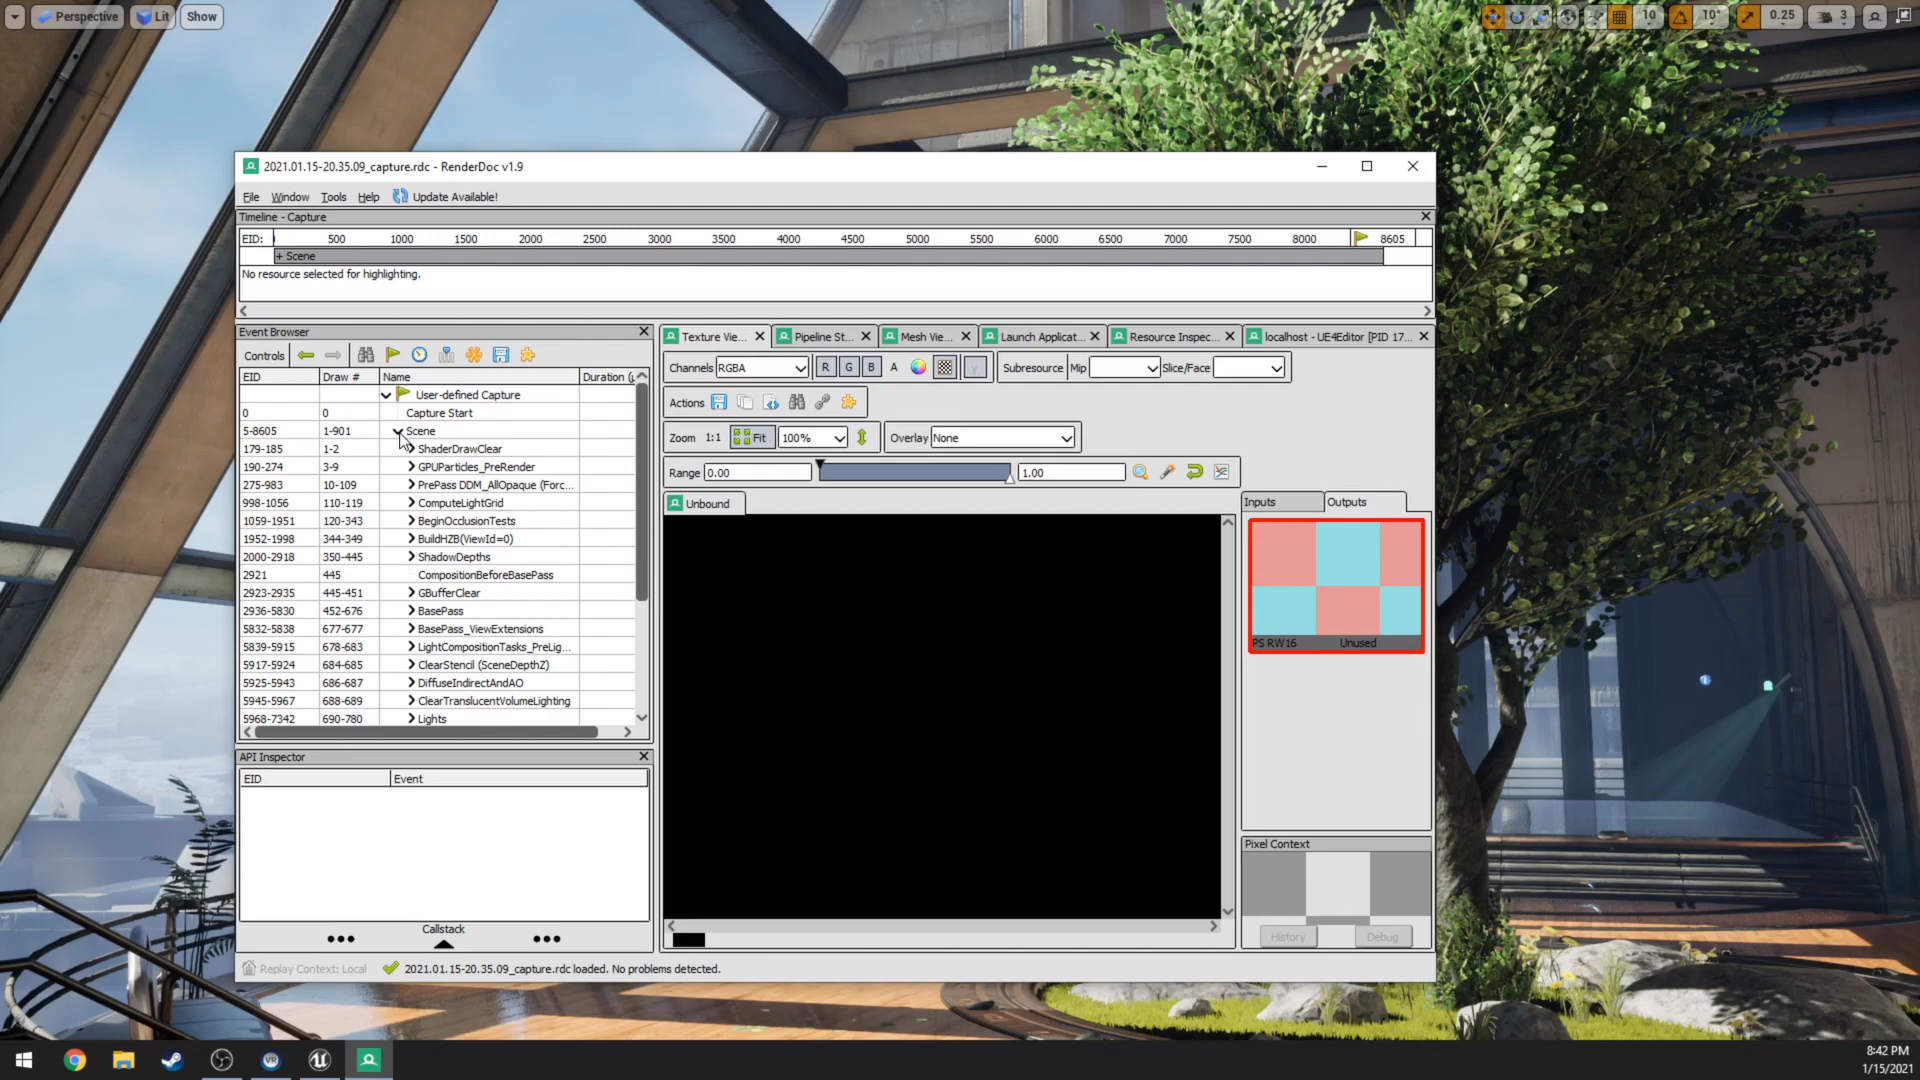 Perspective Lit Show 10 10° 0.25 3
2021.01.15-20.35.09_capture.rdc - RenderDoc v1.9
File Window Tools Help Update Available!
Timeline - Capture
EID: 500 1000 1500 2000 2500 3000 3500 4000 4500 5000 5500 6000 6500 7000 7500 8000 8605
+ Scene
No resource selected for highlighting.
Event Browser
Controls
EID Draw # Name Duration (
User-defined Capture
0 0 Capture Start
5-8605 1-901 Scene
179-185 1-2 ShaderDrawClear
190-274 3-9 GPUParticles_PreRender
275-983 10-109 PrePass DDM_AllOpaque (Forc...
998-1056 110-119 ComputeLightGrid
1059-1951 120-343 BeginOcclusionTests
1952-1998 344-349 BuildHZB(ViewId=0)
2000-2918 350-445 ShadowDepths
2921 445 CompositionBeforeBasePass
2923-2935 445-451 GBufferClear
2936-5830 452-676 BasePass
5832-5838 677-677 BasePass_ViewExtensions
5839-5915 678-683 LightCompositionTasks_PreLig...
5917-5924 684-685 ClearStencil (SceneDepthZ)
5925-5943 686-687 DiffuseIndirectAndAO
5945-5967 688-689 ClearTranslucentVolumeLighting
5968-7342 690-780 Lights
API Inspector
EID Event
Callstack
Texture Vie... Pipeline St... Mesh Vie... Launch Applicat... Resource Inspec... localhost - UE4Editor [PID 17...
Channels RGBA R G B A γ Subresource Mip Slice/Face
Actions
Zoom 1:1 Fit 100% Overlay None
Range 0.00 1.00
Unbound
Inputs Outputs
PS RW16 Unused
Pixel Context
History Debug
Replay Context: Local 2021.01.15-20.35.09_capture.rdc loaded. No problems detected.
VR
8:42 PM
1/15/2021